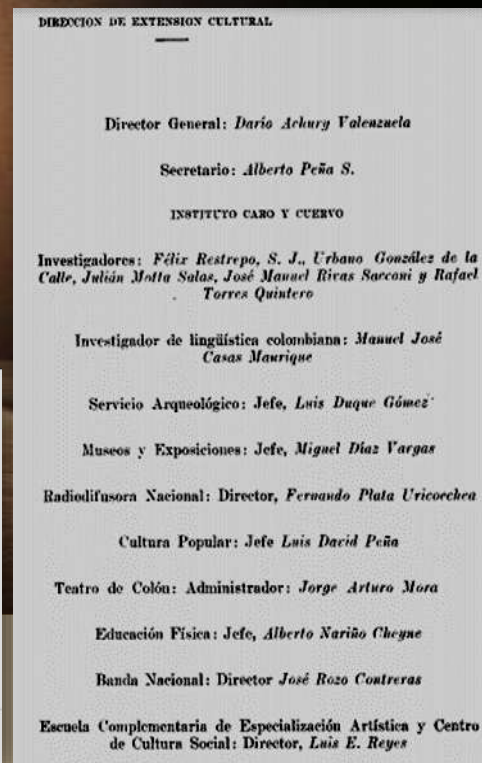 DIRECCION DE EXTENSION CULTURAL
Director General: Darío Achury Valenzuela
Secretario: Alberto Peña S.
INSTITUTO CARO Y CUERVO
Investigadores: Félix Restrepo, S. J., Urbano González de la
Calle, Julián Motta Salas, José Manuel Rivas Sacconi y Rafael
Torres Quintero
Investigador de lingüística colombiana: Manuel José
Casas Manrique
Servicio Arqueológico: Jefe, Luis Duque Gómez
Museos y Exposiciones: Jefe, Miguel Díaz Vargas
Radiodifusora Nacional: Director, Fernando Plata Uricoechea
Cultura Popular: Jefe Luis David Peña
Teatro de Colón: Administrador: Jorge Arturo Mora
Educación Física: Jefe, Alberto Nariño Cheyne
Banda Nacional: Director José Rozo Contreras
Escuela Complementaria de Especialización Artística y Centro
de Cultura Social: Director, Luis E. Reyes